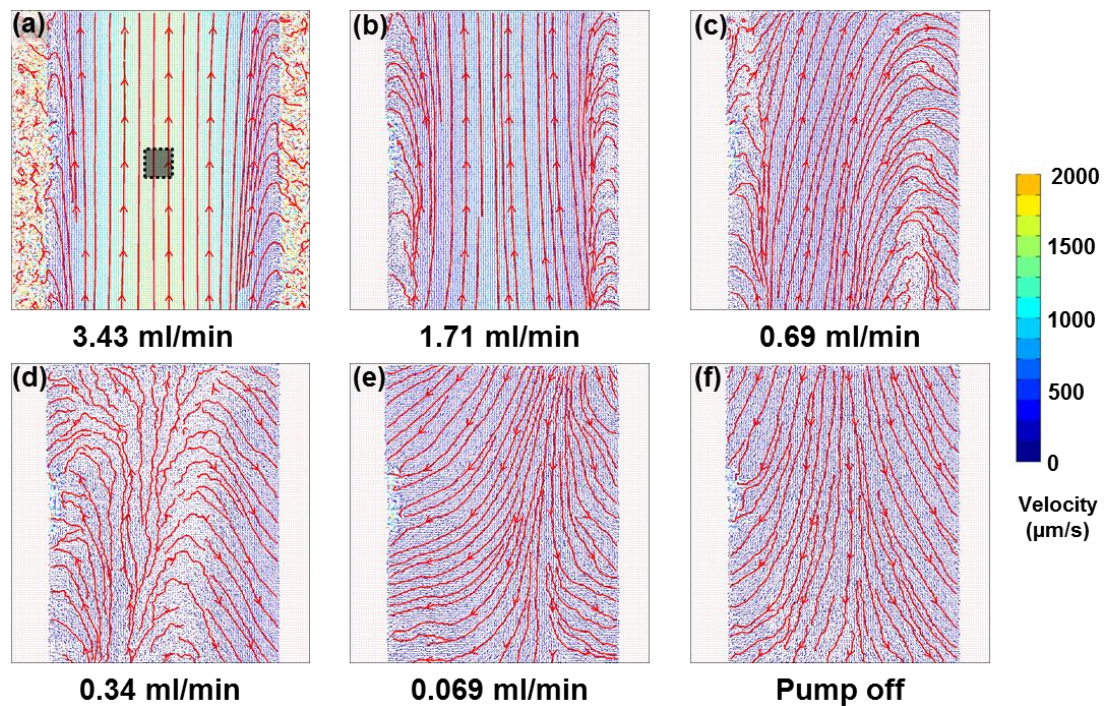 (a)
(b)
(c)
3.43 ml/min
1.71 ml/min
0.69 ml/min
(d)
(e)
(f)
0.34 ml/min
0.069 ml/min
Pump off
2000
1500
1000
500
0
Velocity
(µm/s)